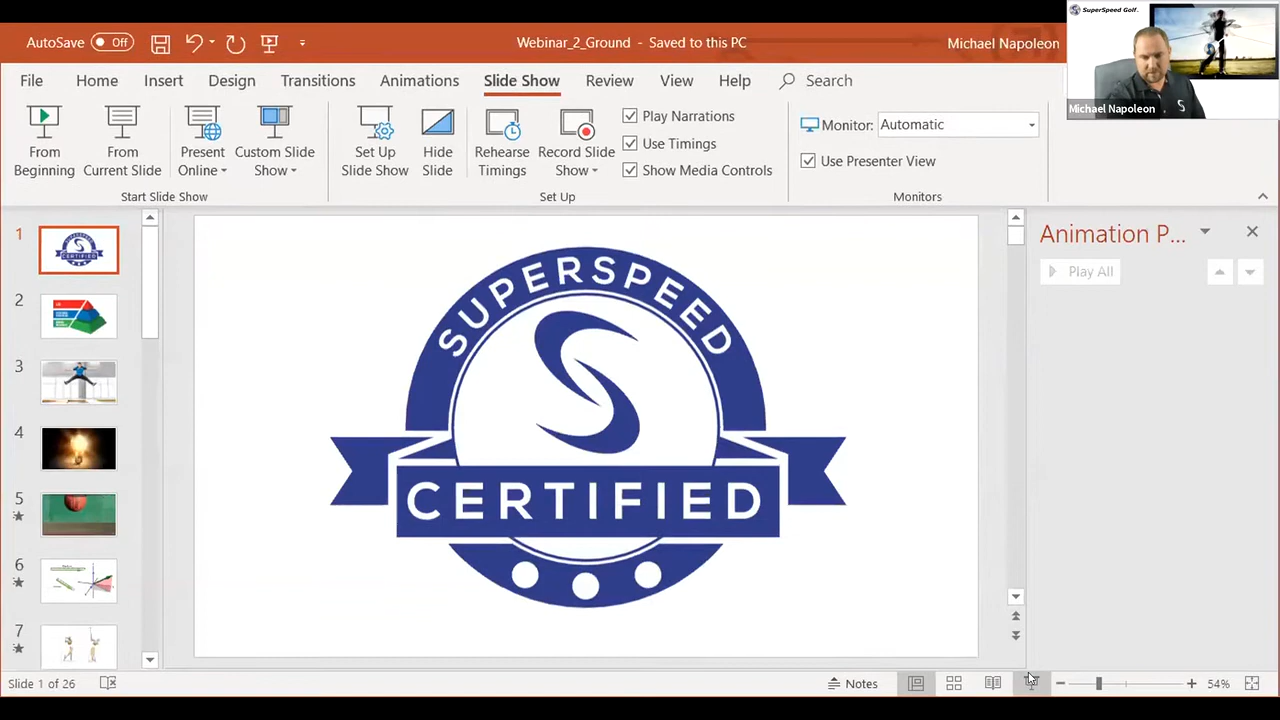 AutoSave Off
Webinar_2_Ground - Saved to this PC
Michael Napoleon
SuperSpeed Golf.
Michael Napoleon
File Home Insert Design Transitions Animations Slide Show Review View Help Search
From Beginning
From Current Slide
Present Online
Custom Slide Show
Set Up Slide Show
Hide Slide
Rehearse Timings
Record Slide Show
Play Narrations
Use Timings
Show Media Controls
Monitor: Automatic
Use Presenter View
Start Slide Show
Set Up
Monitors
1
2
3
4
5
6
7
SUPERSPEED
CERTIFIED
Animation P...
Play All
Slide 1 of 26
Notes
54%